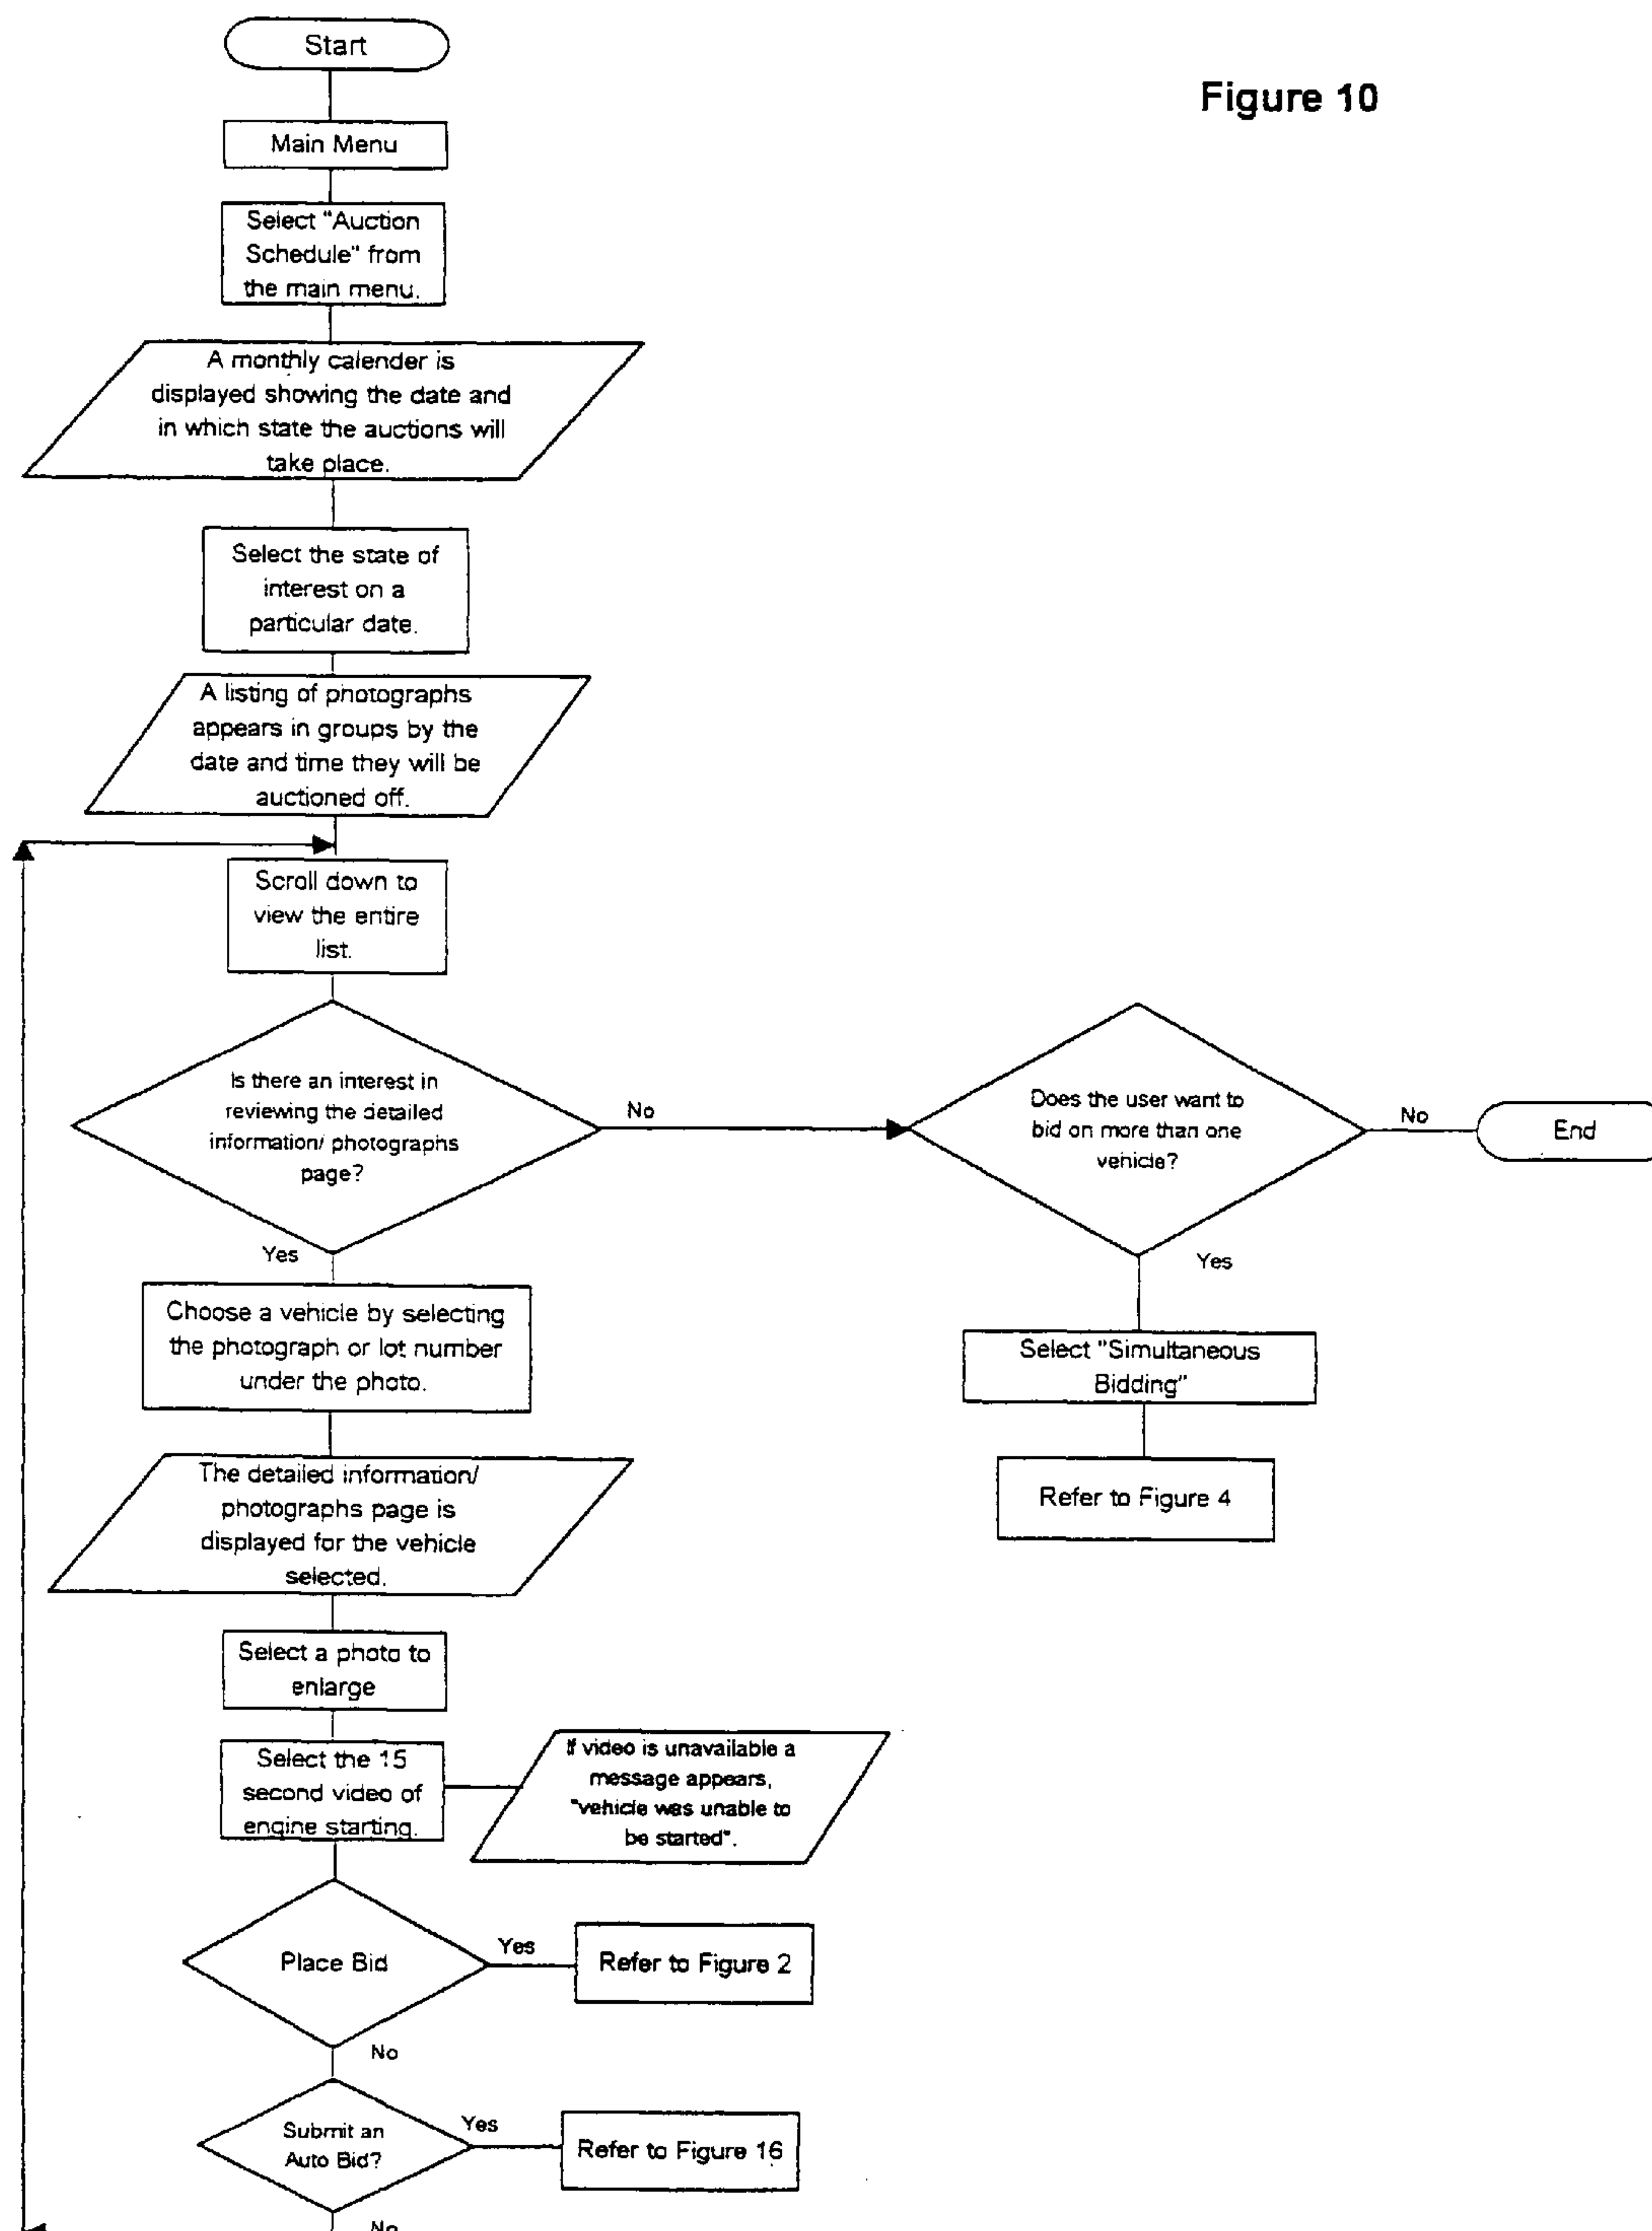 Start
Figure 10
Main Menu
Select "Auction
Schedule" from
the main menu.
A monthly calender is
displayed showing the date and
in which state the auctions will
take place.
Select the state of
interest on a
particular date.
A listing of photographs
appears in groups by the
date and time they will be
auctioned off.
Scroll down to
view the entire
list.
Is there an interest in
reviewing the detailed
information/ photographs
page?
No
Does the user want to
bid on more than one
vehicle?
No
End
Yes
Yes
Choose a vehicle by selecting
the photograph or lot number
under the photo.
Select "Simultaneous
Bidding"
Refer to Figure 4
The detailed information/
photographs page is
displayed for the vehicle
selected.
Select a photo to
enlarge
Select the 15
second video of
engine starting.
If video is unavailable a
message appears,
"vehicle was unable to
be started".
Place Bid
Yes
Refer to Figure 2
No
Submit an
Auto Bid?
Yes
Refer to Figure 16
No